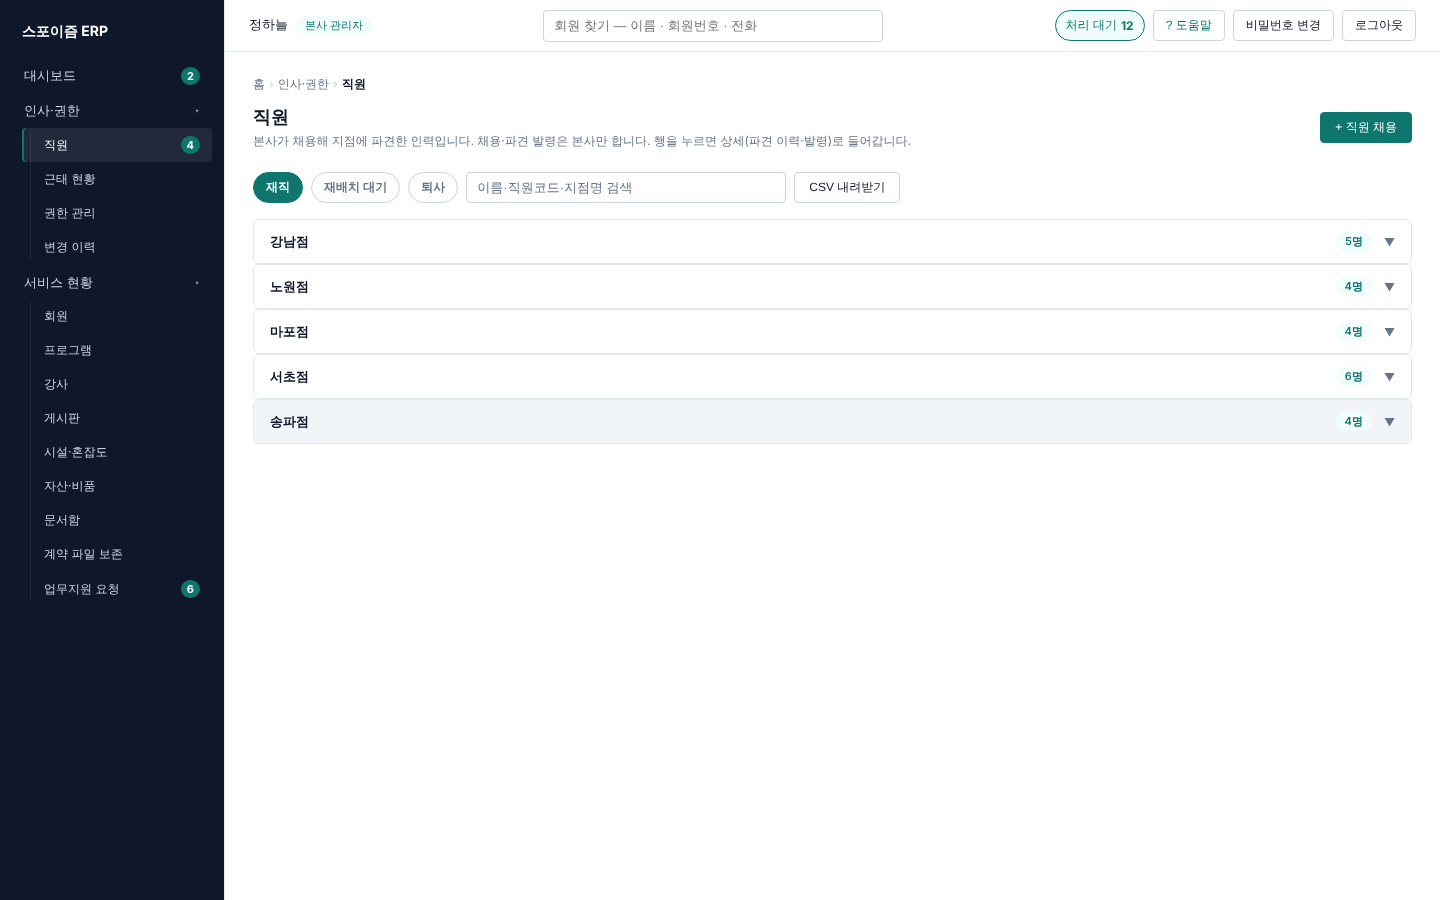 스포이즘 ERP
정하늘 본사 관리자
회원 찾기 — 이름 · 회원번호 · 전화
처리 대기 12
? 도움말
비밀번호 변경
로그아웃
대시보드 2
인사·권한
직원 4
근태 현황
권한 관리
변경 이력
서비스 현황
회원
프로그램
강사
게시판
시설·혼잡도
자산·비품
문서함
계약 파일 보존
업무지원 요청 6
홈 › 인사·권한 › 직원
직원
본사가 채용해 지점에 파견한 인력입니다. 채용·파견 발령은 본사만 합니다. 행을 누르면 상세(파견 이력·발령)로 들어갑니다.
+ 직원 채용
재직 재배치 대기 퇴사 이름·직원코드·지점명 검색 CSV 내려받기
강남점 5명 ▼
노원점 4명 ▼
마포점 4명 ▼
서초점 6명 ▼
송파점 4명 ▼